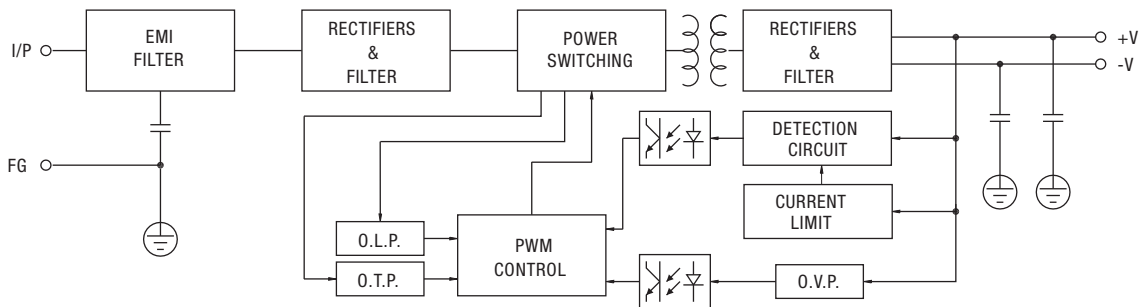 I/P
EMI
FILTER
RECTIFIERS
&
FILTER
POWER
SWITCHING
RECTIFIERS
&
FILTER
+V
-V
FG
DETECTION
CIRCUIT
CURRENT
LIMIT
O.L.P.
O.T.P.
PWM
CONTROL
O.V.P.